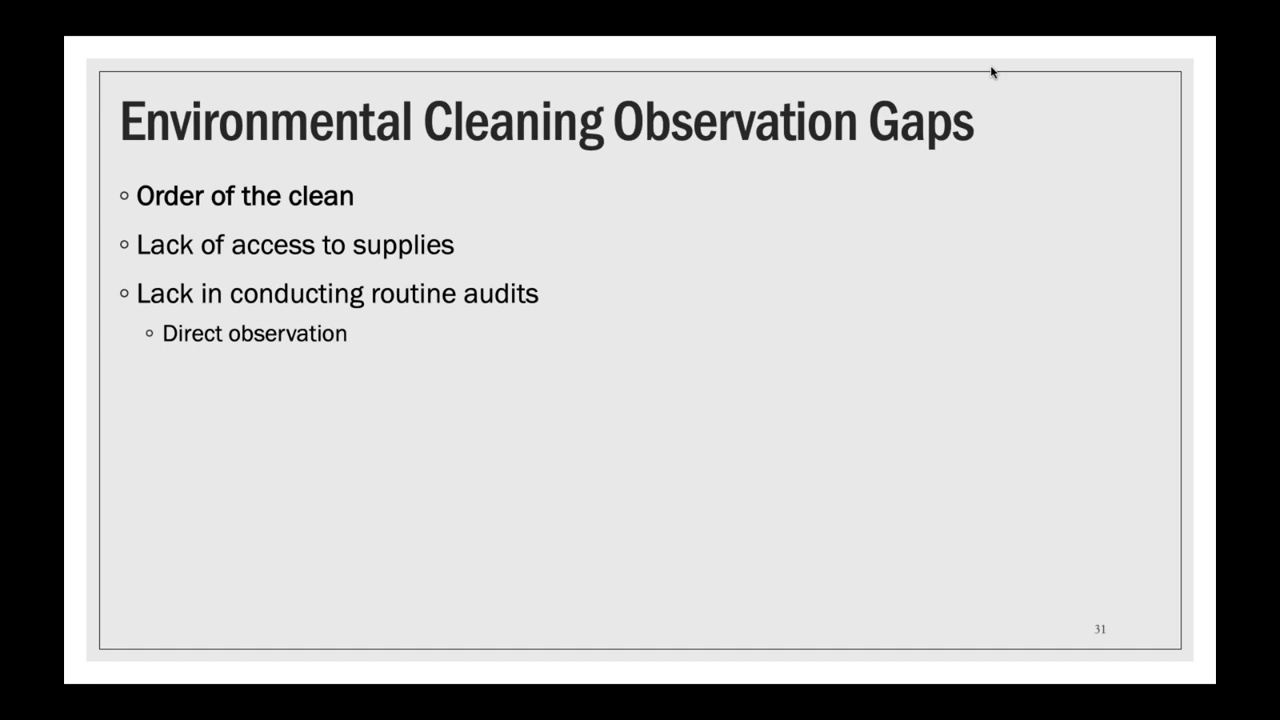 Environmental Cleaning Observation Gaps
◦ Order of the clean
◦ Lack of access to supplies
◦ Lack in conducting routine audits
◦ Direct observation
31